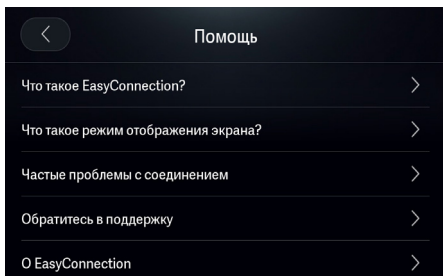 Помощь
Что такое EasyConnection?
Что такое режим отображения экрана?
Частые проблемы с соединением
Обратитесь в поддержку
О EasyConnection